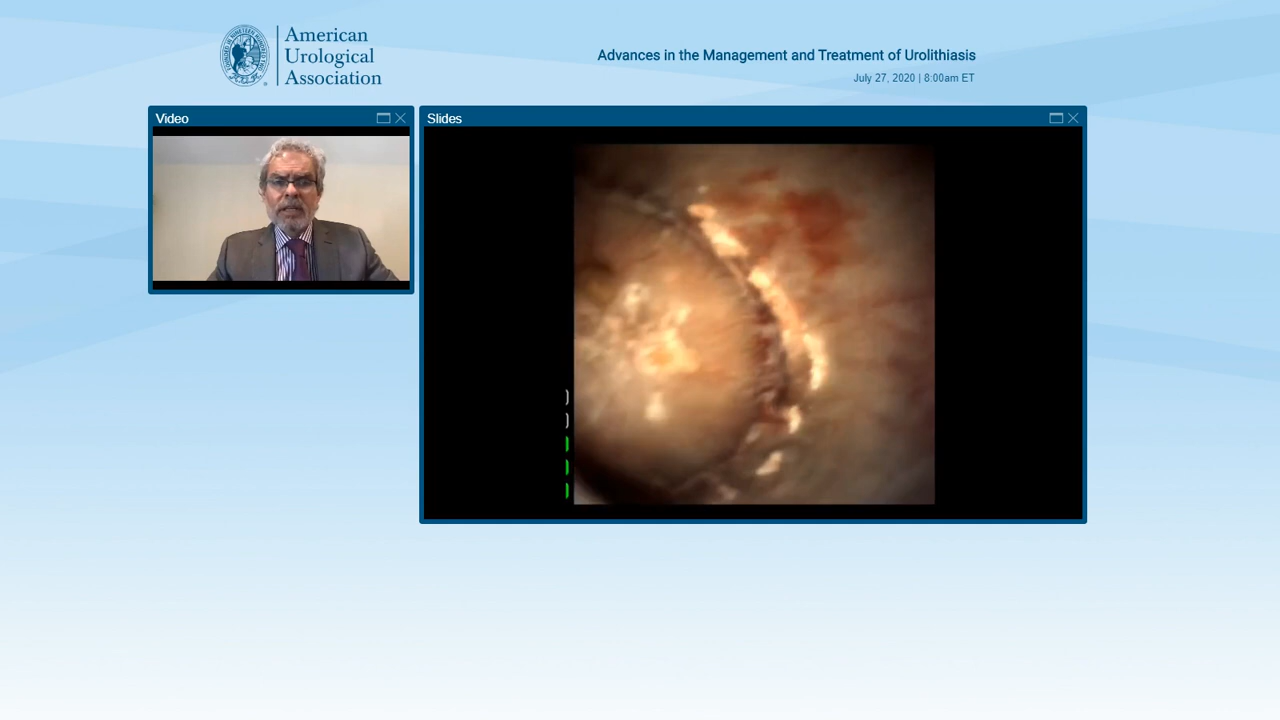 American
Urological
Association
Advances in the Management and Treatment of Urolithiasis
July 27, 2020 | 8:00am ET
Video
Slides